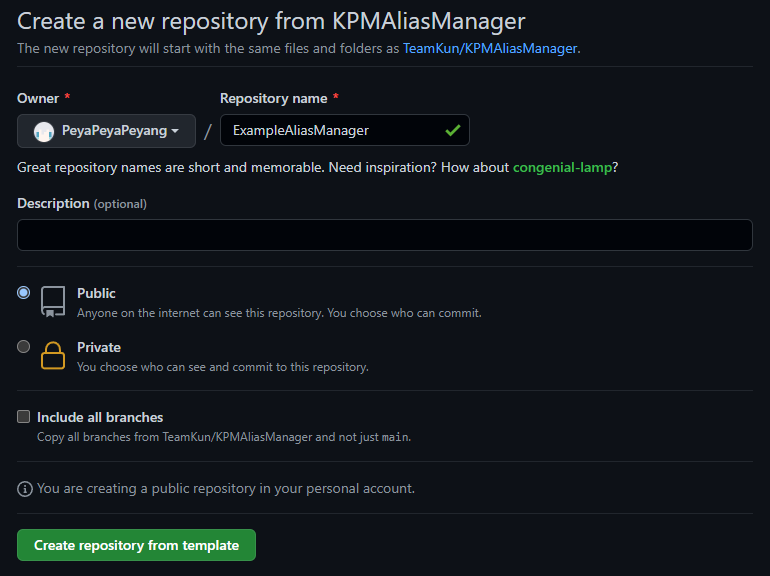 Create a new repository from KPMAliasManager
The new repository will start with the same files and folders as TeamKun/KPMAliasManager.
Owner * Repository name *
PeyaPeyaPeyang / ExampleAliasManager
Great repository names are short and memorable. Need inspiration? How about congenial-lamp?
Description (optional)
Public
Anyone on the internet can see this repository. You choose who can commit.
Private
You choose who can see and commit to this repository.
Include all branches
Copy all branches from TeamKun/KPMAliasManager and not just main.
You are creating a public repository in your personal account.
Create repository from template